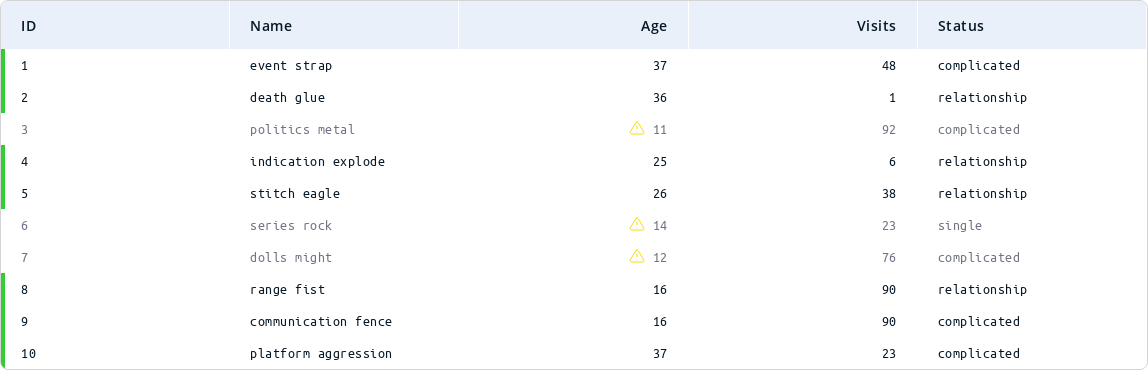 ID Name Age Visits Status
1 event strap 37 48 complicated
2 death glue 36 1 relationship
3 politics metal 11 92 complicated
4 indication explode 25 6 relationship
5 stitch eagle 26 38 relationship
6 series rock 14 23 single
7 dolls might 12 76 complicated
8 range fist 16 90 relationship
9 communication fence 16 90 complicated
10 platform aggression 37 23 complicated